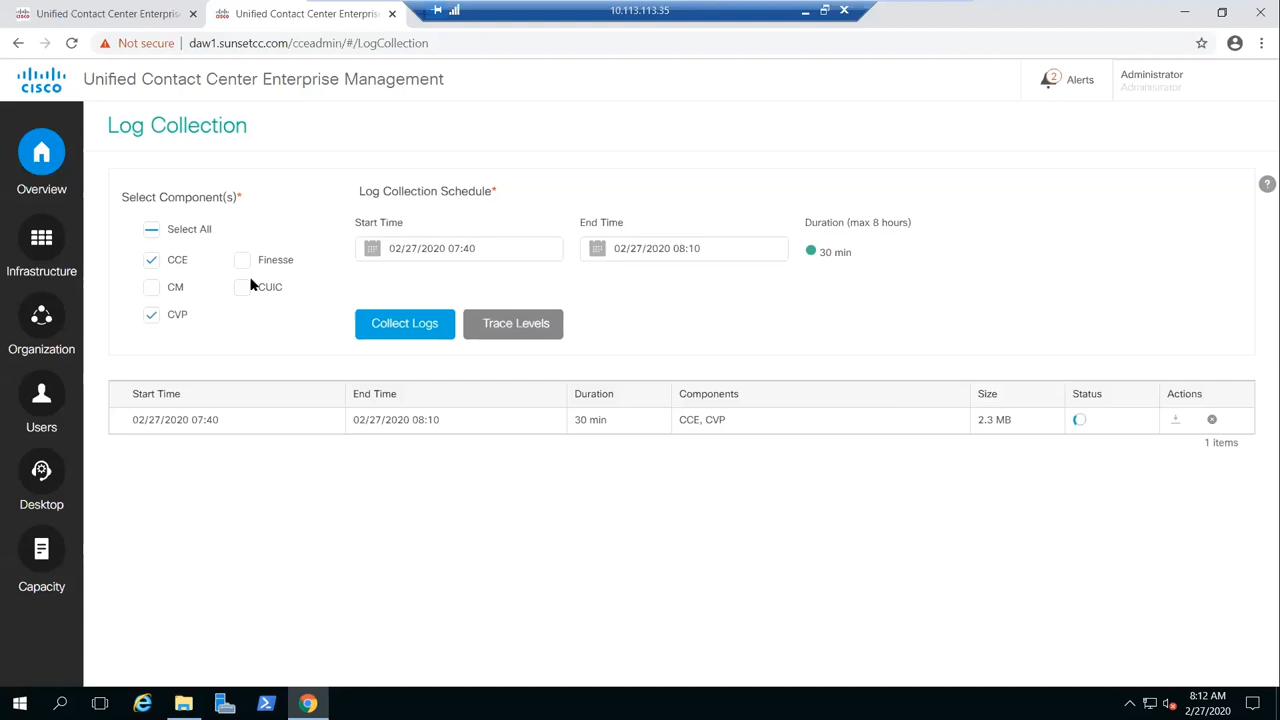 Unified Contact Center Enterprise
Unified Contact Center Enterprise
10.113.113.35
Not secure
daw1.sunsetcc.com/cceadmin/#/LogCollection
CISCO
Unified Contact Center Enterprise Management
2
Alerts
Administrator
Administrator
Overview
Infrastructure
Organization
Users
Desktop
Capacity
Log Collection
?
Select Component(s)*
Select All
CCE
Finesse
CM
CUIC
CVP
Log Collection Schedule*
Start Time
End Time
Duration (max 8 hours)
02/27/2020 07:40
02/27/2020 08:10
30 min
Collect Logs
Trace Levels
Start Time End Time Duration Components Size Status Actions
02/27/2020 07:40 02/27/2020 08:10 30 min CCE, CVP 2.3 MB
1 items
8:12 AM
2/27/2020